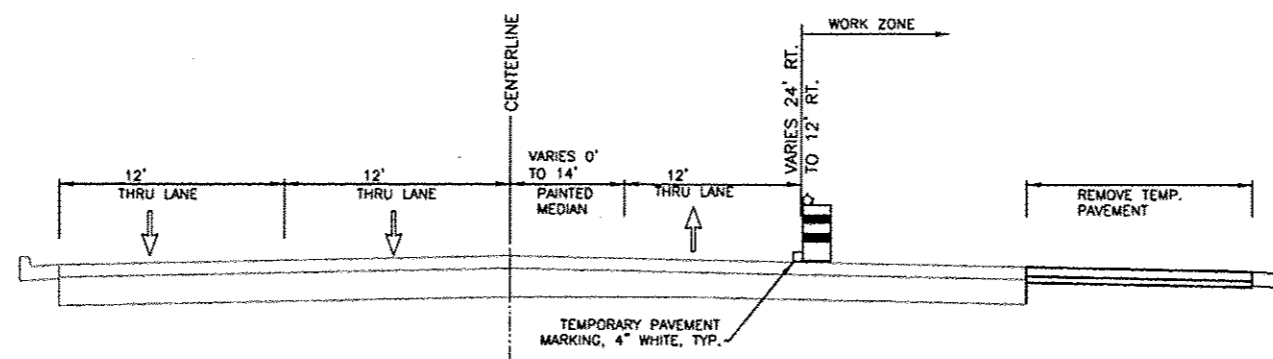 WORK ZONE
CENTERLINE
VARIES 24' RT.
TO 12' RT.
12'
THRU LANE
12'
THRU LANE
VARIES 0'
TO 14'
PAINTED
MEDIAN
12'
THRU LANE
REMOVE TEMP.
PAVEMENT
TEMPORARY PAVEMENT
MARKING, 4" WHITE, TYP.